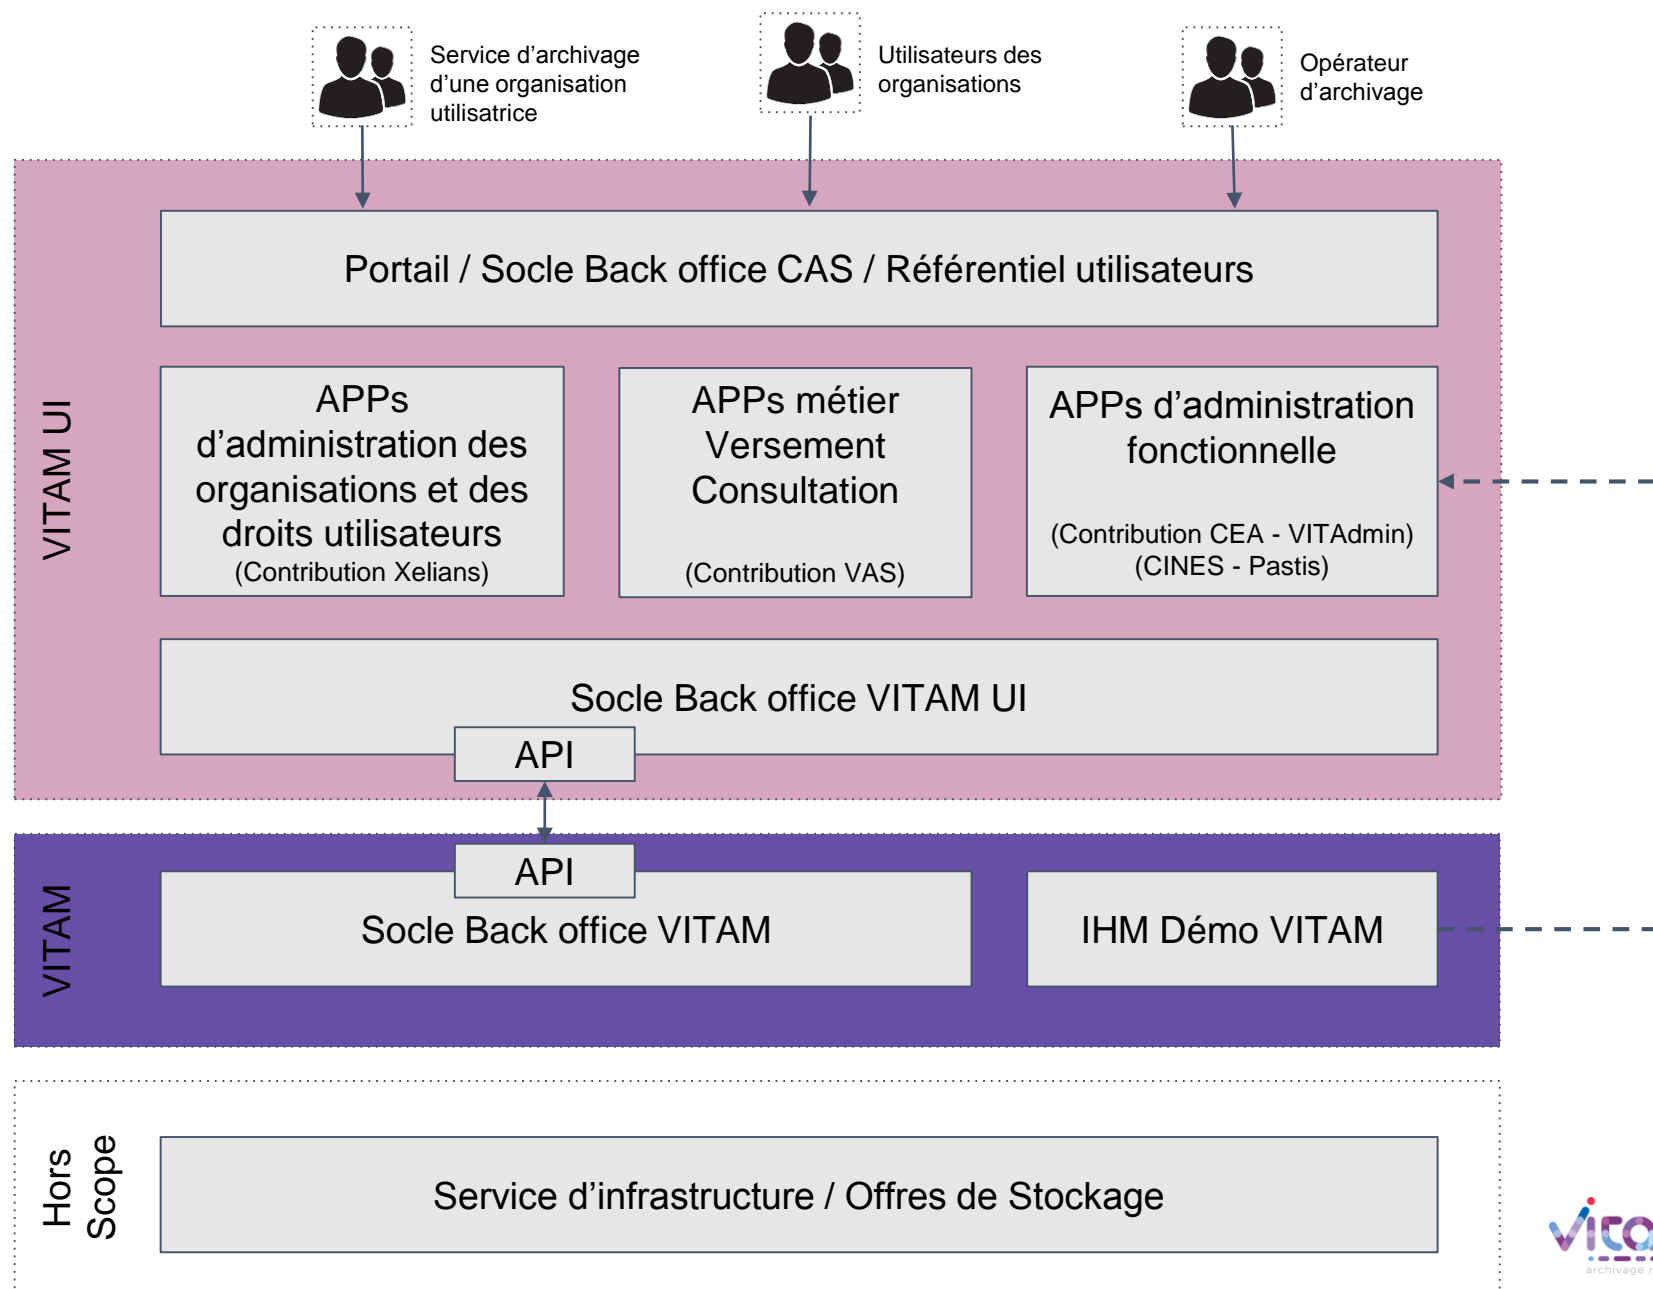 Service d'archivage
d'une organisation
utilisatrice
Utilisateurs des
organisations
Opérateur
d'archivage
VITAM UI
Portail / Socle Back office CAS / Référentiel utilisateurs
APPs
d'administration des
organisations et des
droits utilisateurs
(Contribution Xelians)
APPs métier
Versement
Consultation
(Contribution VAS)
APPs d'administration
fonctionnelle
(Contribution CEA - VITAdmin)
(CINES - Pastis)
Socle Back office VITAM UI
API
VITAM
API
Socle Back office VITAM
IHM Démo VITAM
Hors
Scope
Service d'infrastructure / Offres de Stockage
archivage